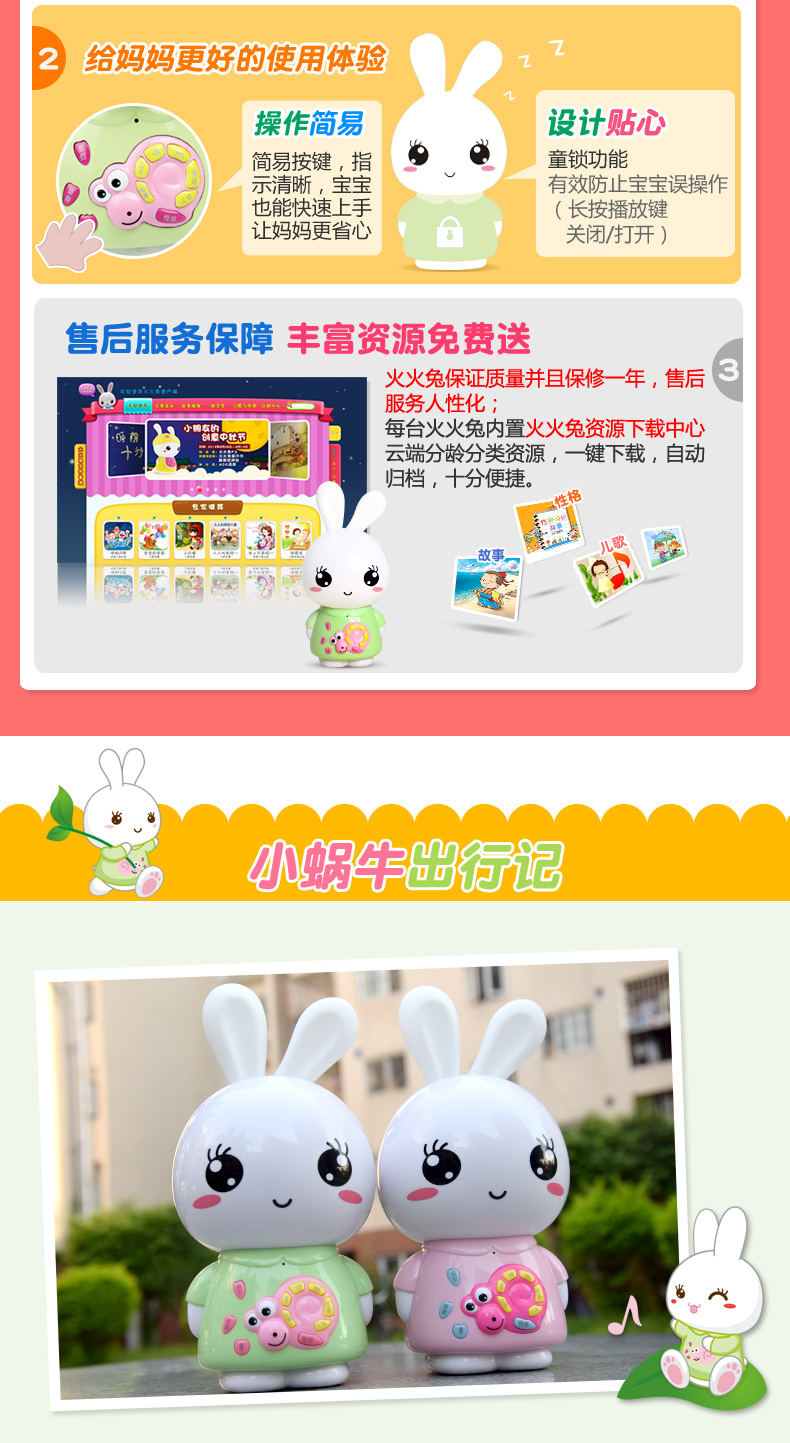 2
给妈妈更好的使用体验
操作简易
简易按键，指
示清晰，宝宝
也能快速上手
让妈妈更省心
Z
Z
Z
设计贴心
童锁功能
有效防止宝宝误操作
（长按播放键
关闭/打开）
售后服务保障 丰富资源免费送
3
火火兔保证质量并且保修一年，售后
服务人性化；
每台火火兔内置火火兔资源下载中心
云端分龄分类资源，一键下载，自动
归档，十分便捷。
小朋友的
创意中秋节
专家推荐
性格
故事
儿歌
小蜗牛出行记